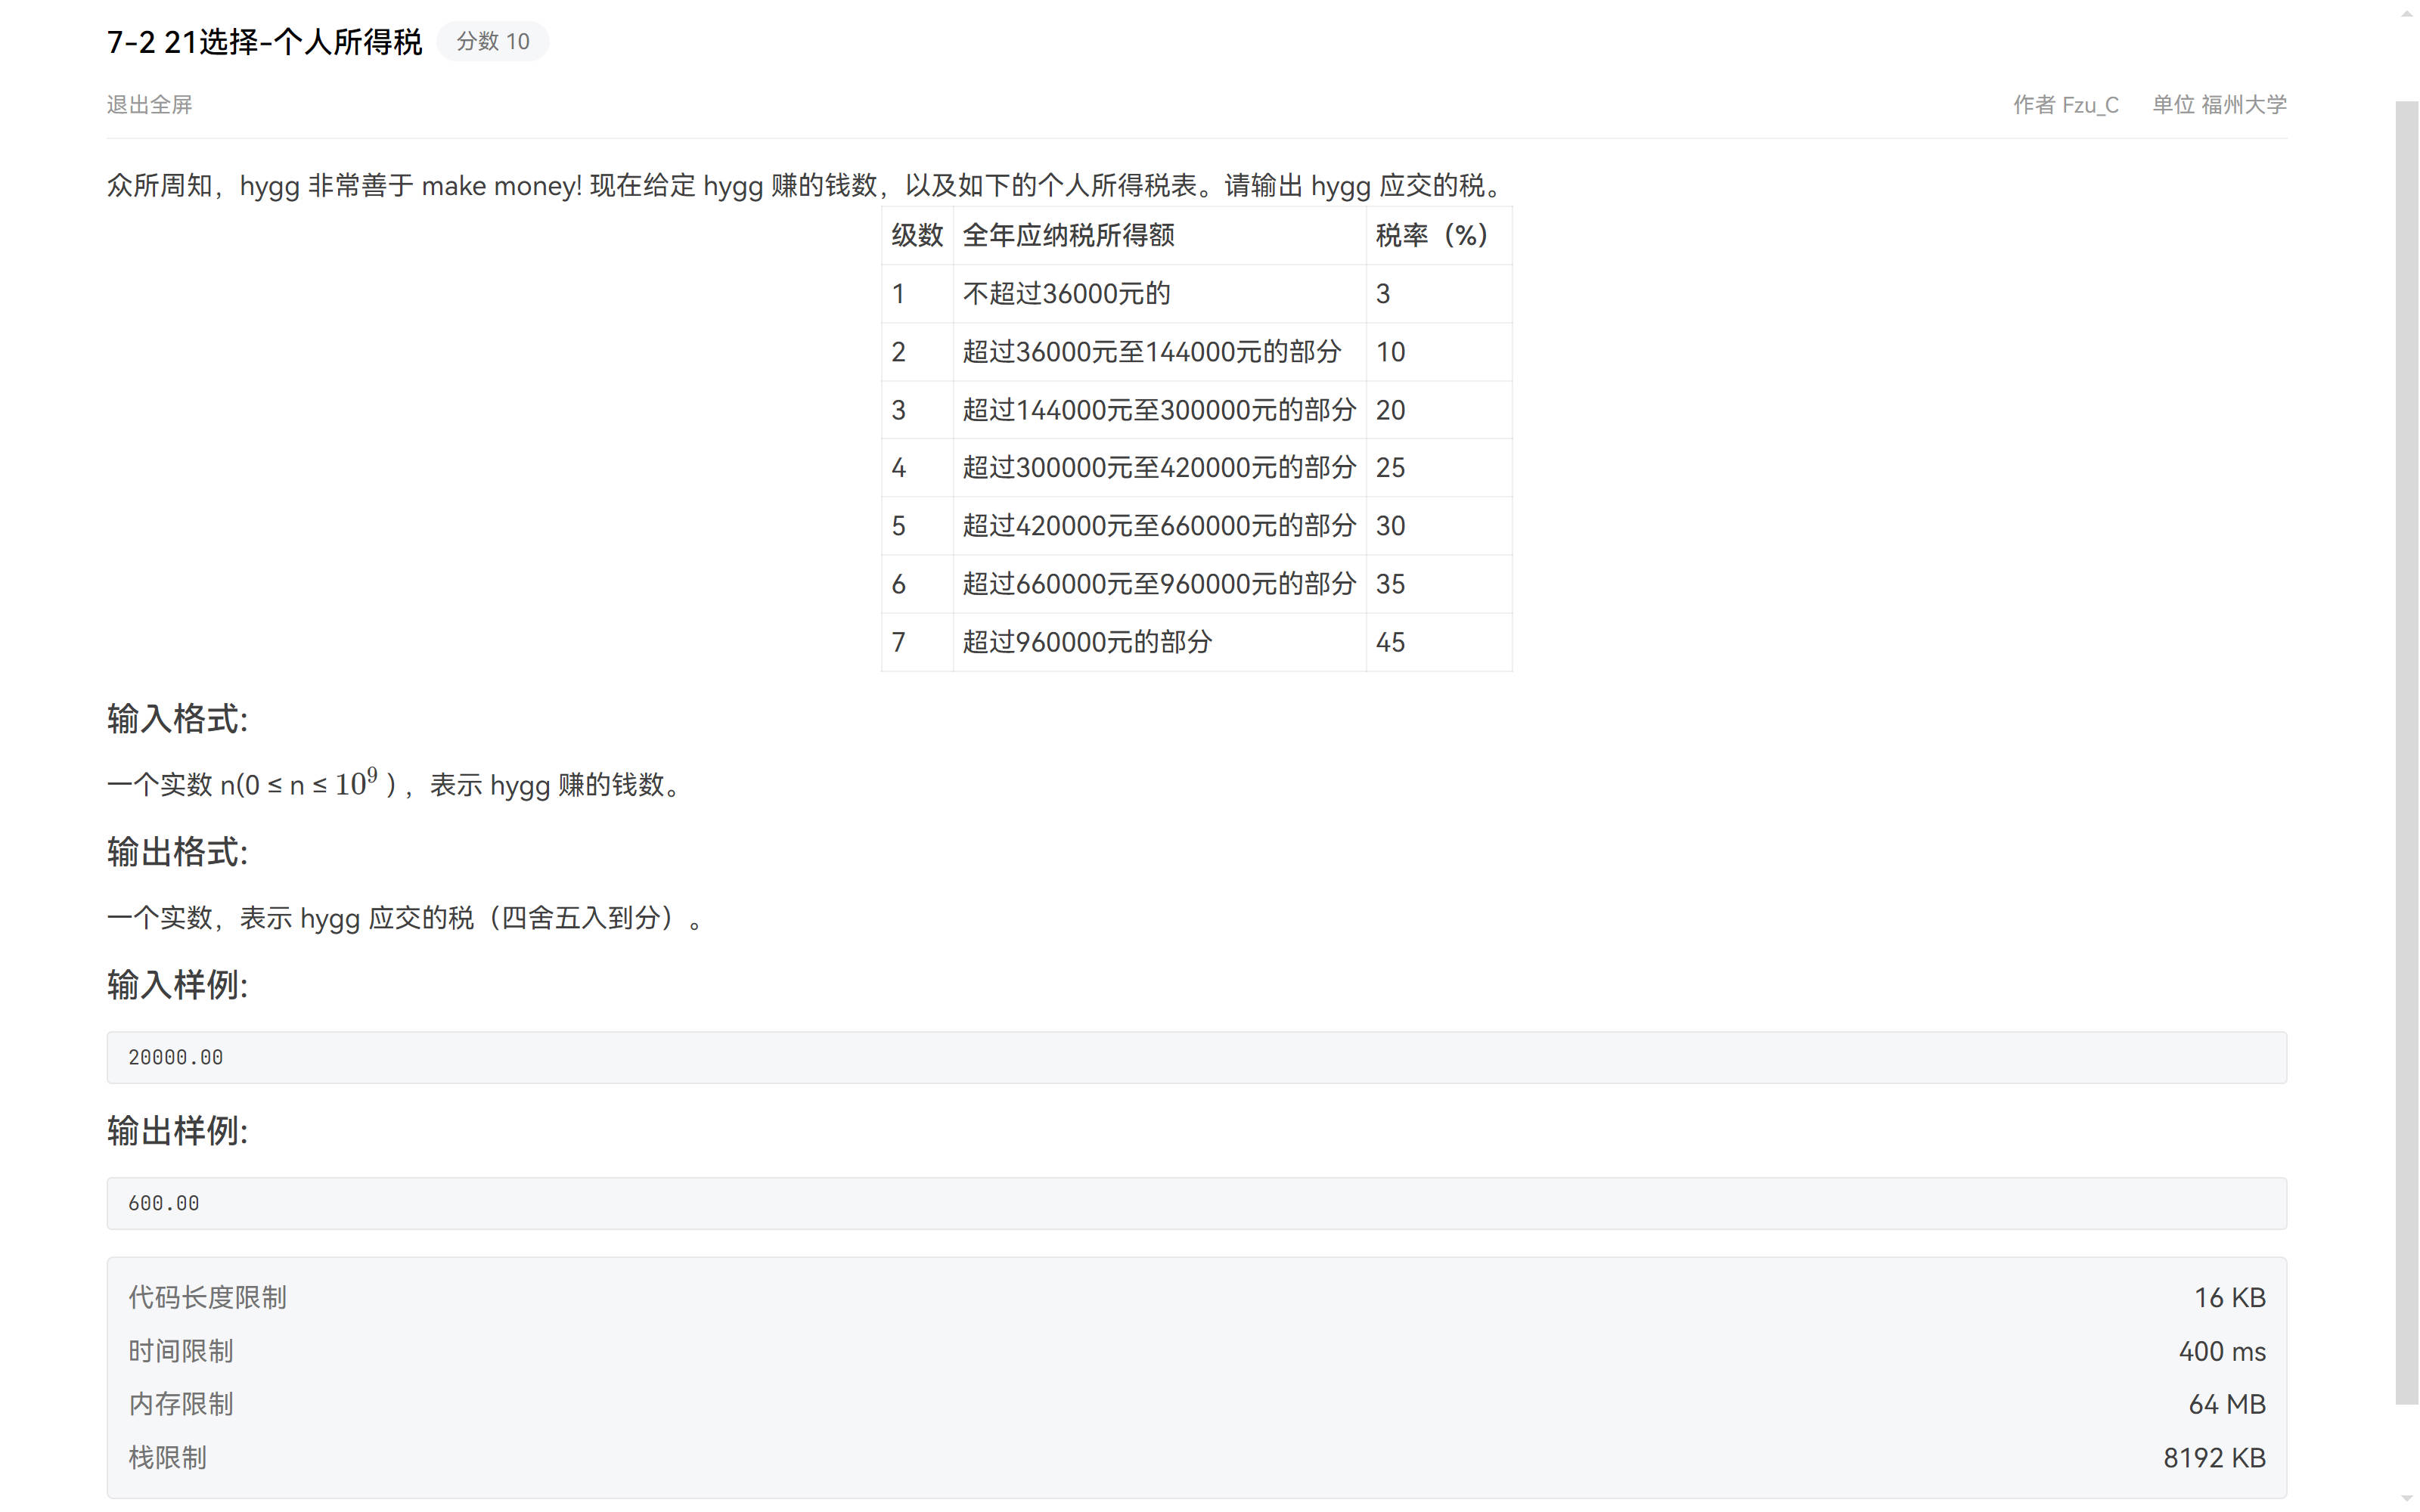 7-2 21选择-个人所得税 分数 10
退出全屏 作者 Fzu_C 单位 福州大学
众所周知，hygg 非常善于 make money! 现在给定 hygg 赚的钱数，以及如下的个人所得税表。请输出 hygg 应交的税。
级数 全年应纳税所得额 税率（%）
1 不超过36000元的 3
2 超过36000元至144000元的部分 10
3 超过144000元至300000元的部分 20
4 超过300000元至420000元的部分 25
5 超过420000元至660000元的部分 30
6 超过660000元至960000元的部分 35
7 超过960000元的部分 45
输入格式:
一个实数 n(0 ≤ n ≤ 10⁹ )，表示 hygg 赚的钱数。
输出格式:
一个实数，表示 hygg 应交的税（四舍五入到分）。
输入样例:
20000.00
输出样例:
600.00
代码长度限制 16 KB
时间限制 400 ms
内存限制 64 MB
栈限制 8192 KB